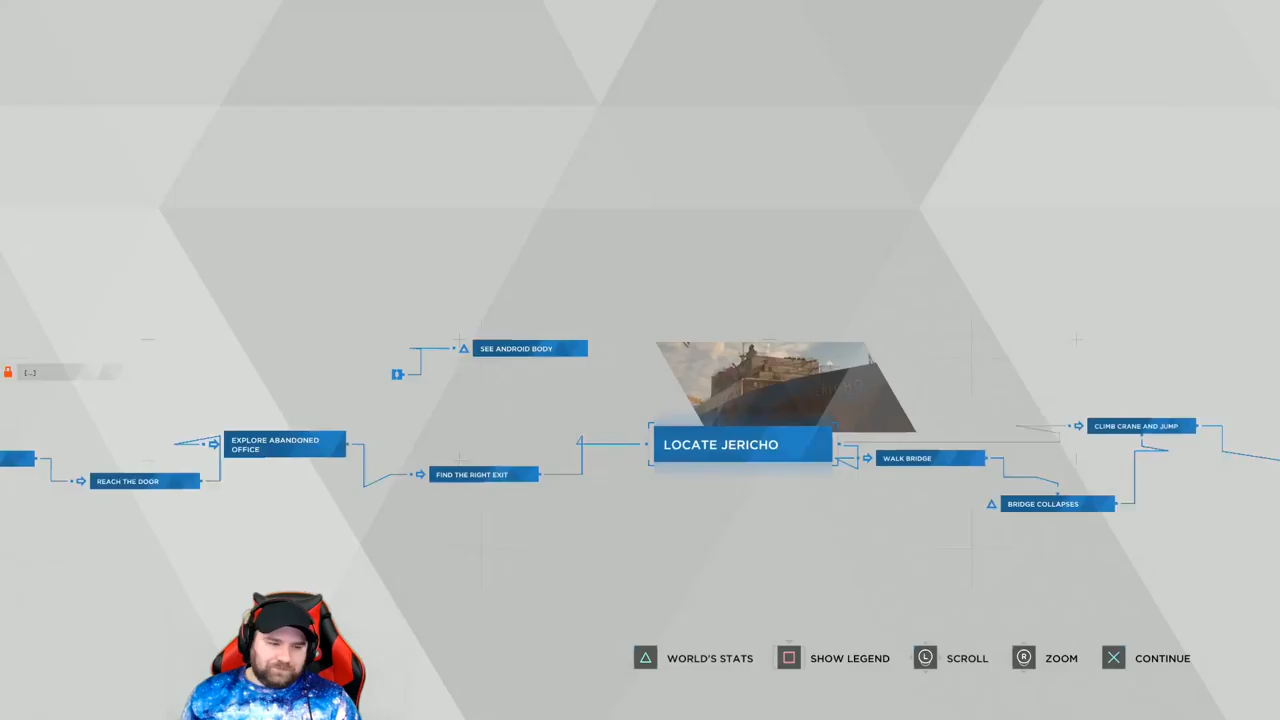 SEE ANDROID BODY
[...]
EXPLORE ABANDONED
OFFICE
REACH THE DOOR
FIND THE RIGHT EXIT
LOCATE JERICHO
WALK BRIDGE
BRIDGE COLLAPSES
CLIMB CRANE AND JUMP
WORLD'S STATS
SHOW LEGEND
L
SCROLL
R
ZOOM
CONTINUE